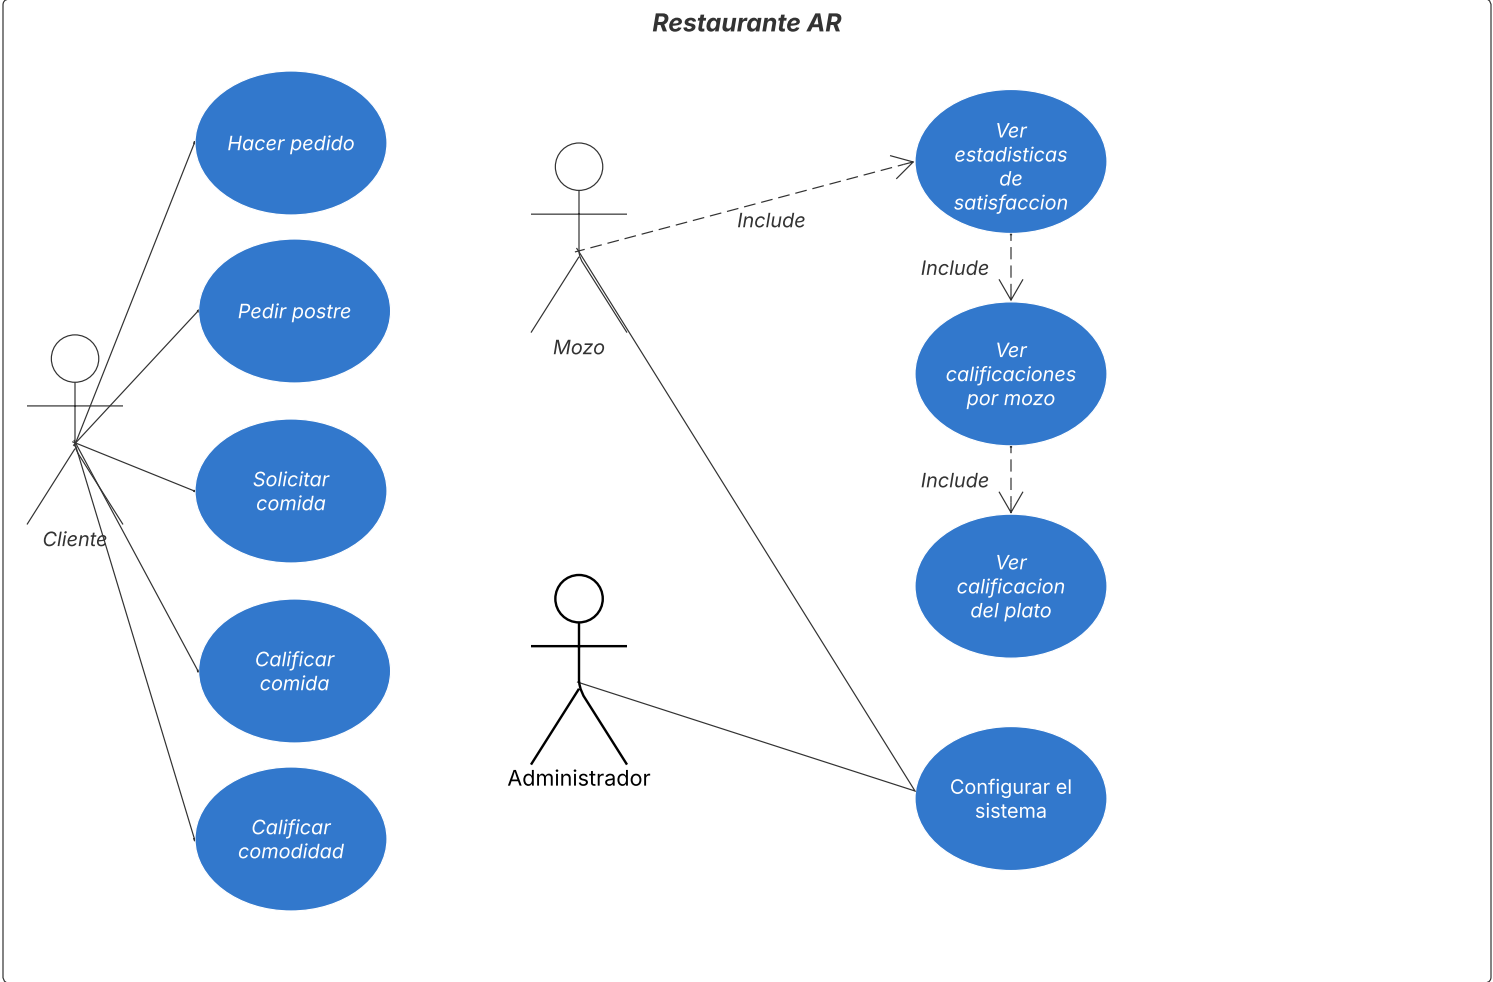 Restaurante AR
Hacer pedido
Pedir postre
Cliente
Solicitar
comida
Calificar
comida
Calificar
comodidad
Mozo
Include
Administrador
Ver
estadisticas
de
satisfaccion
Include
Ver
calificaciones
por mozo
Include
Ver
calificacion
del plato
Configurar el
sistema